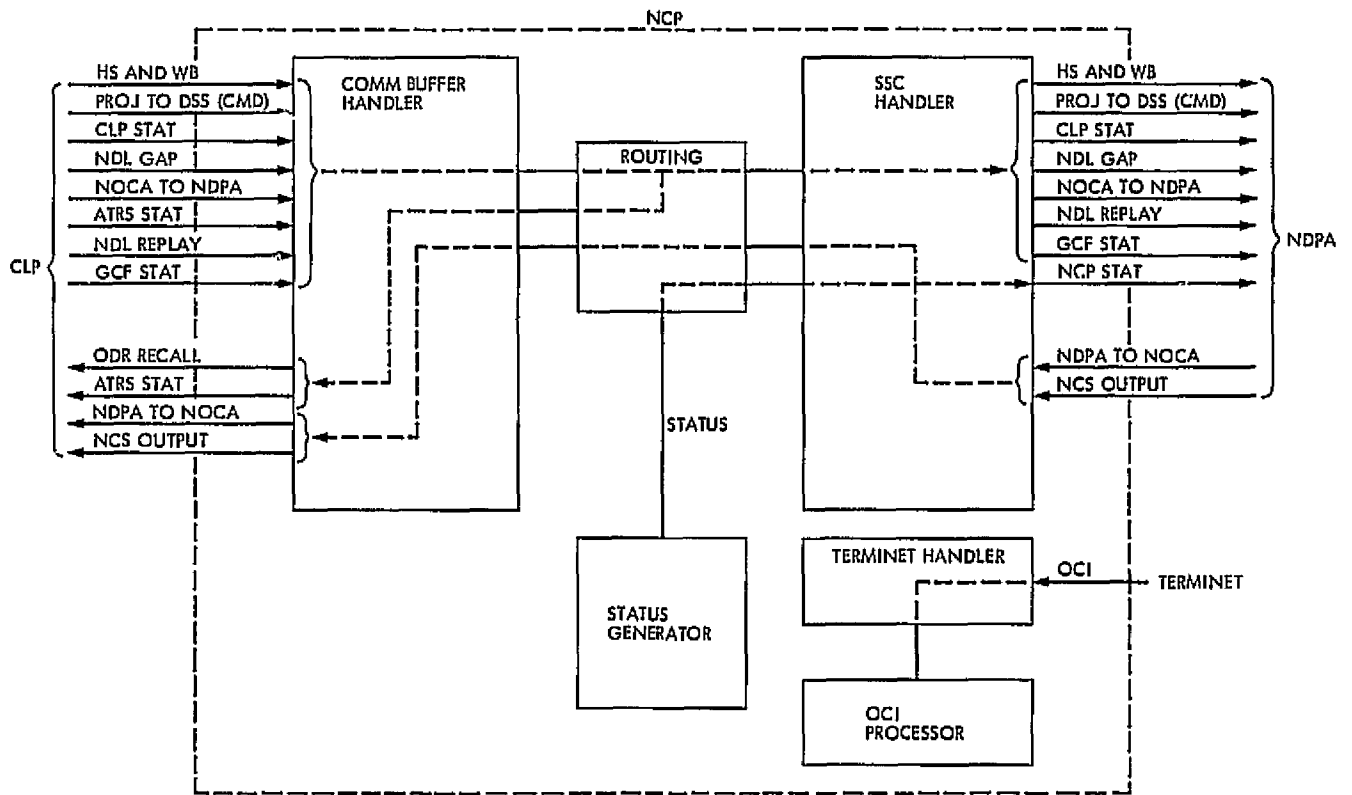 NCP
HS AND WB
PROJ TO DSS (CMD)
CLP STAT
NDL GAP
NOCA TO NDPA
ATRS STAT
NDL REPLAY
GCF STAT
CLP
ODR RECALL
ATRS STAT
NDPA TO NOCA
NCS OUTPUT
COMM BUFFER
HANDLER
ROUTING
STATUS
STATUS
GENERATOR
SSC
HANDLER
HS AND WB
PROJ TO DSS (CMD)
CLP STAT
NDL GAP
NOCA TO NDPA
NDL REPLAY
GCF STAT
NCP STAT
NDPA
NDPA TO NOCA
NCS OUTPUT
TERMINET HANDLER
OCI
TERMINET
OCI
PROCESSOR